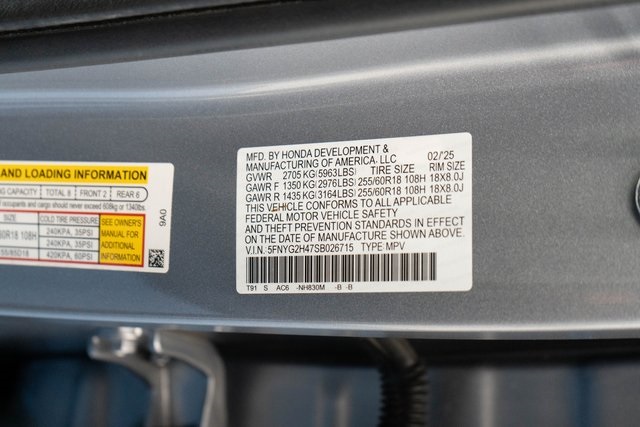 AND LOADING INFORMATION
NG CAPACITY TOTAL 8 FRONT 2 REAR 6
of occupants and cargo should never exceed 608kg or 1340lbs.
SIZE COLD TIRE PRESSURE SEE OWNER'S MANUAL FOR ADDITIONAL INFORMATION
60R18 108H 240KPA, 35PSI
240KPA, 35PSI
420KPA, 60PSI
9A0
MFD. BY HONDA DEVELOPMENT &
MANUFACTURING OF AMERICA, LLC 02/25
GVWR 2705 KG(5963LBS) TIRE SIZE RIM SIZE
GAWR F 1350 KG(2976LBS) 255/60R18 108H 18X8.0J
GAWR R 1435 KG(3164LBS) 255/60R18 108H 18X8.0J
THIS VEHICLE CONFORMS TO ALL APPLICABLE
FEDERAL MOTOR VEHICLE SAFETY
AND THEFT PREVENTION STANDARDS IN EFFECT
ON THE DATE OF MANUFACTURE SHOWN ABOVE.
V.I.N. 5FNYG2H47SB026715 TYPE MPV
T91 S AC6 -NH830M -B -B